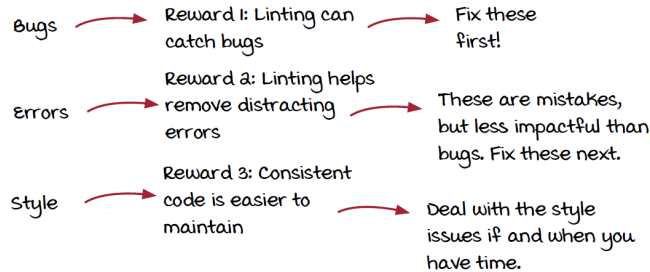 Bugs
Reward 1: Linting can
catch bugs
Fix these
first!
Errors
Reward 2: Linting helps
remove distracting
errors
These are mistakes,
but less impactful than
bugs. Fix these next.
Style
Reward 3: Consistent
code is easier to
maintain
Deal with the style
issues if and when you
have time.